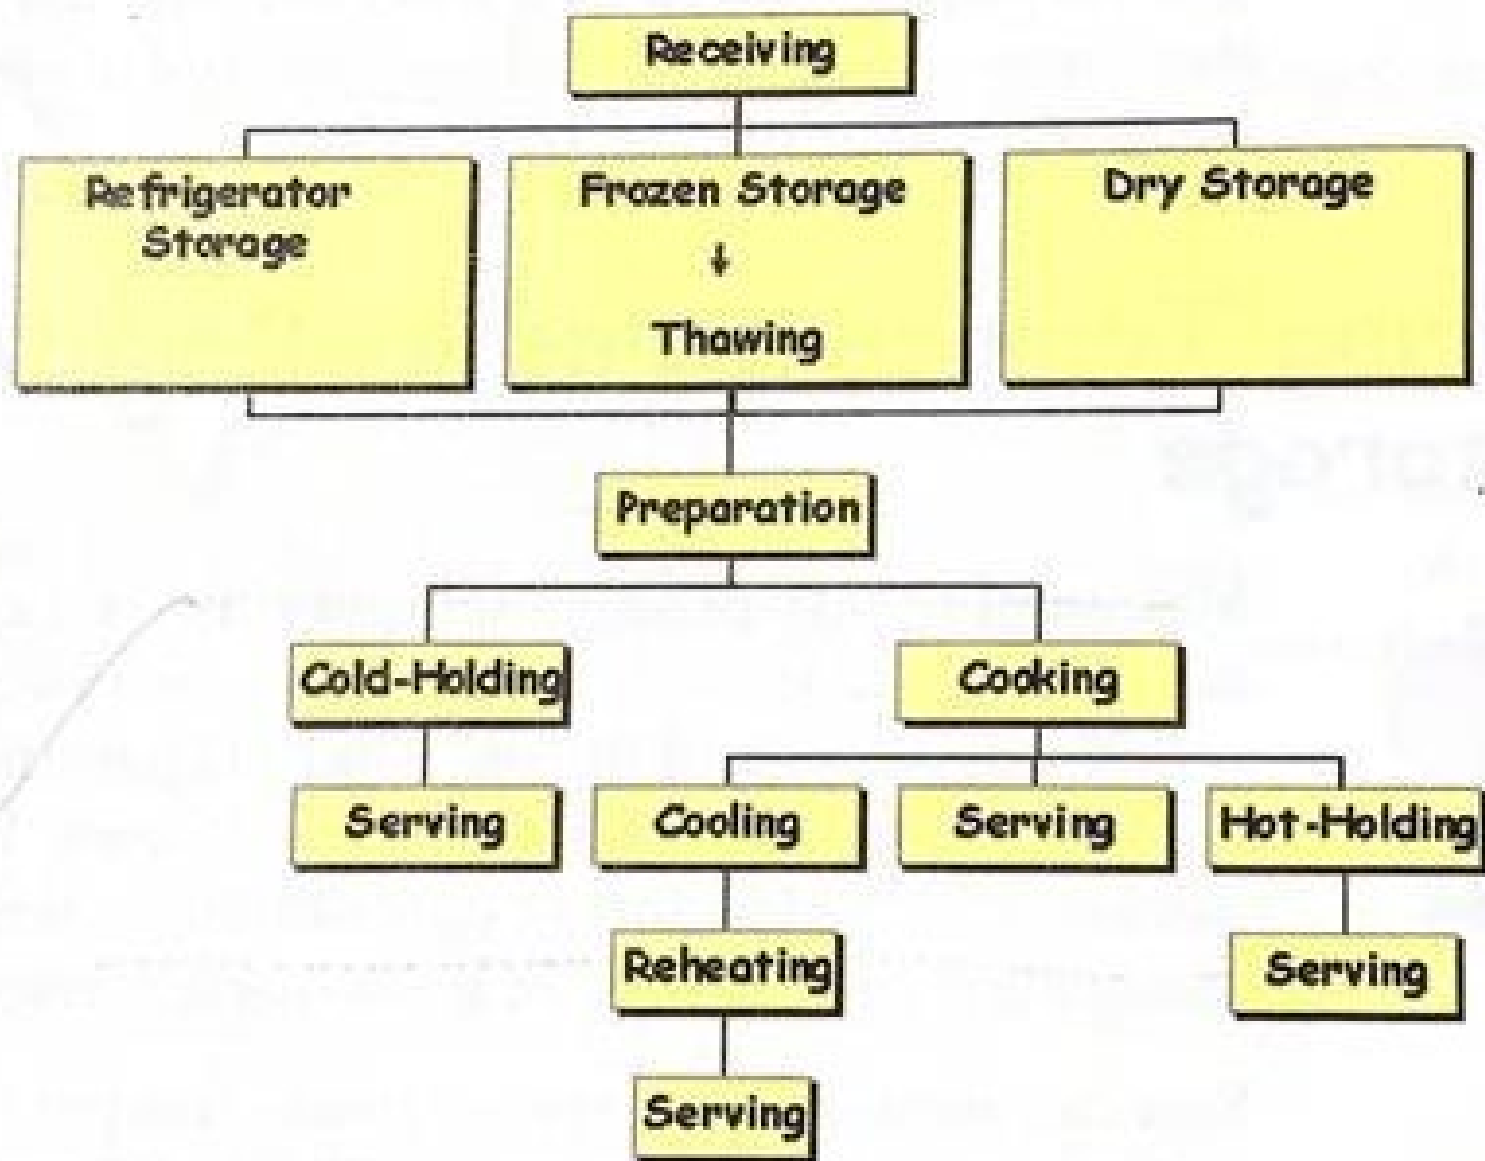 Receiving
Refrigerator
Storage
Frozen Storage
↓
Thawing
Dry Storage
Preparation
Cold-Holding
Cooking
Serving
Cooling
Serving
Hot-Holding
Reheating
Serving
Serving